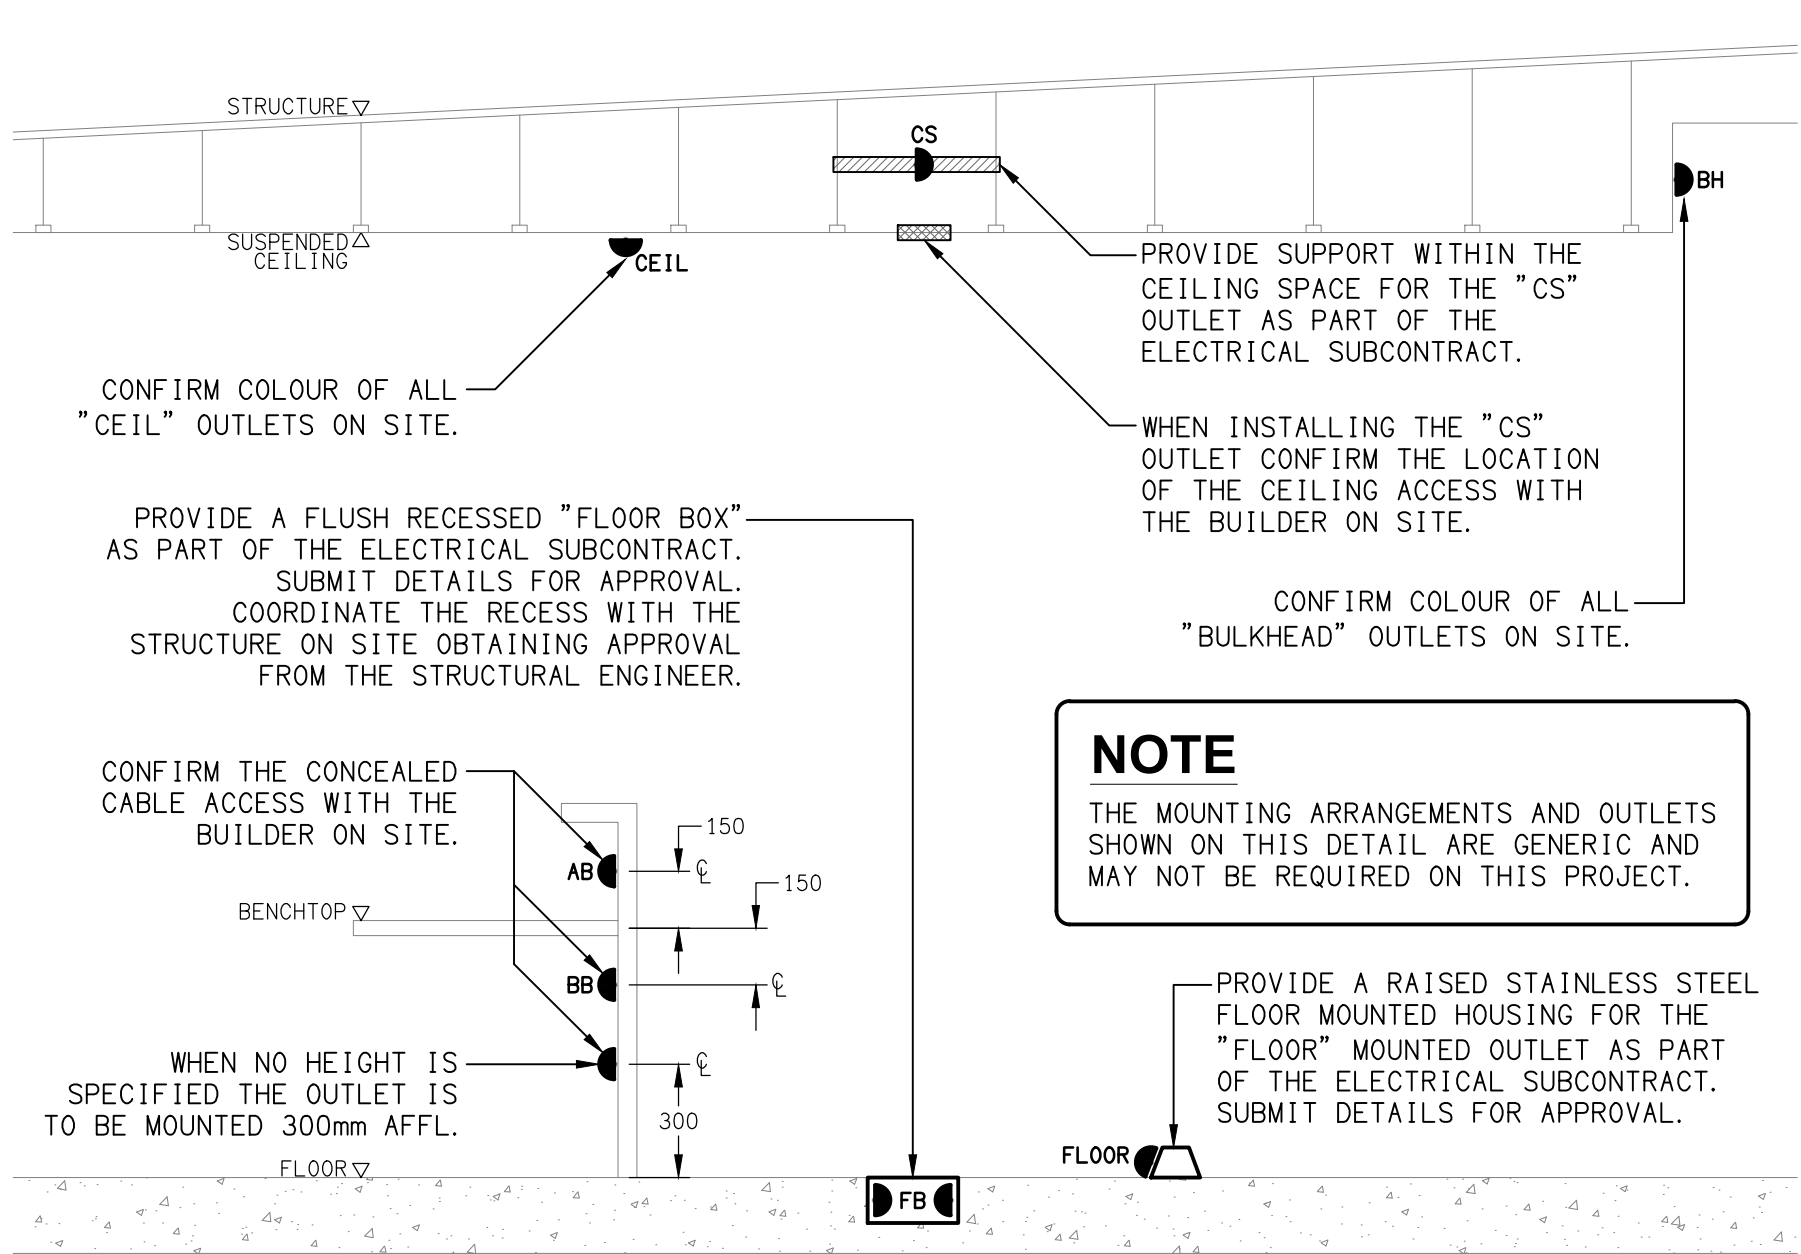 STRUCTURE
CS
BH
SUSPENDED
CEILING
CEIL
PROVIDE SUPPORT WITHIN THE
CEILING SPACE FOR THE "CS"
OUTLET AS PART OF THE
ELECTRICAL SUBCONTRACT.
CONFIRM COLOUR OF ALL
"CEIL" OUTLETS ON SITE.
WHEN INSTALLING THE "CS"
OUTLET CONFIRM THE LOCATION
OF THE CEILING ACCESS WITH
THE BUILDER ON SITE.
PROVIDE A FLUSH RECESSED "FLOOR BOX"
AS PART OF THE ELECTRICAL SUBCONTRACT.
SUBMIT DETAILS FOR APPROVAL.
COORDINATE THE RECESS WITH THE
STRUCTURE ON SITE OBTAINING APPROVAL
FROM THE STRUCTURAL ENGINEER.
CONFIRM COLOUR OF ALL
"BULKHEAD" OUTLETS ON SITE.
NOTE
THE MOUNTING ARRANGEMENTS AND OUTLETS
SHOWN ON THIS DETAIL ARE GENERIC AND
MAY NOT BE REQUIRED ON THIS PROJECT.
CONFIRM THE CONCEALED
CABLE ACCESS WITH THE
BUILDER ON SITE.
150
AB
℄
150
BENCHTOP
BB
℄
WHEN NO HEIGHT IS
SPECIFIED THE OUTLET IS
TO BE MOUNTED 300mm AFFL.
℄
300
PROVIDE A RAISED STAINLESS STEEL
FLOOR MOUNTED HOUSING FOR THE
"FLOOR" MOUNTED OUTLET AS PART
OF THE ELECTRICAL SUBCONTRACT.
SUBMIT DETAILS FOR APPROVAL.
FLOOR
FLOOR
FB